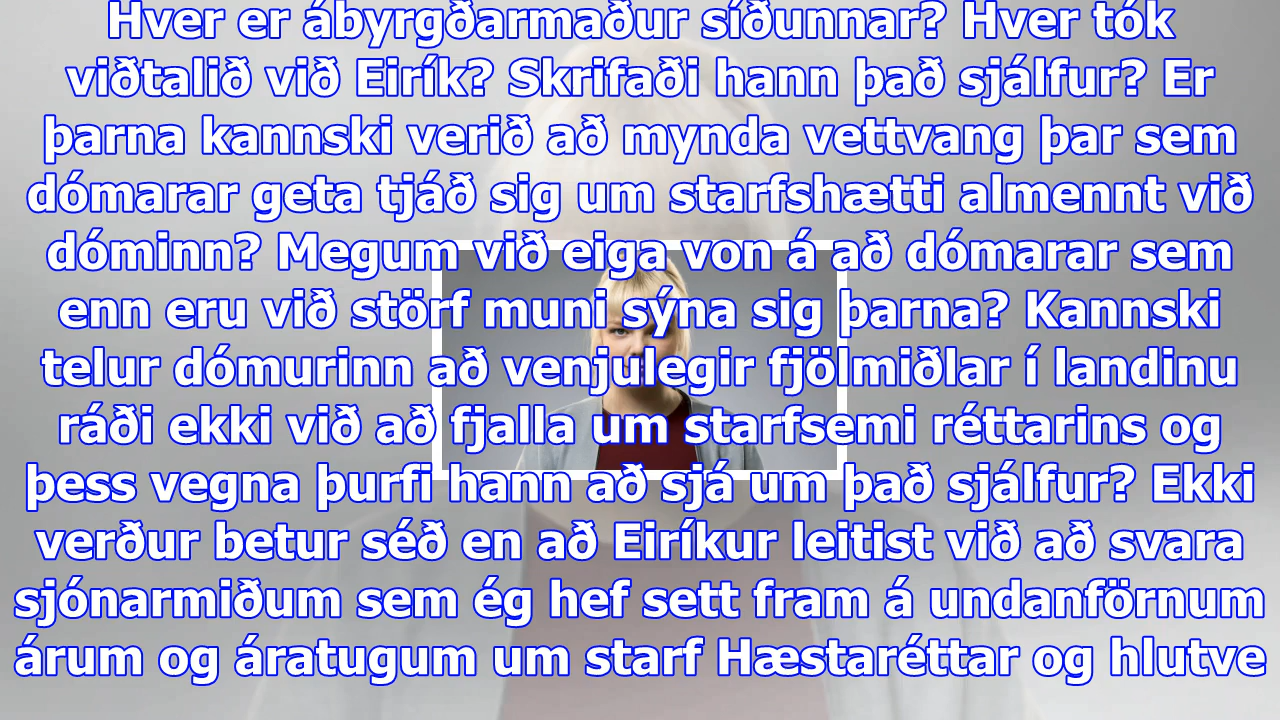 Hver er ábyrgðarmaður síðunnar? Hver tók
viðtalið við Eirík? Skrifaði hann það sjálfur? Er
þarna kannski verið að mynda vettvang þar sem
dómarar geta tjáð sig um starfshætti almennt við
dóminn? Megum við eiga von á að dómarar sem
enn eru við störf muni sýna sig þarna? Kannski
telur dómurinn að venjulegir fjölmiðlar í landinu
ráði ekki við að fjalla um starfsemi réttarins og
þess vegna þurfi hann að sjá um það sjálfur? Ekki
verður betur séð en að Eiríkur leitist við að svara
sjónarmiðum sem ég hef sett fram á undanförnum
árum og áratugum um starf Hæstaréttar og hlutve